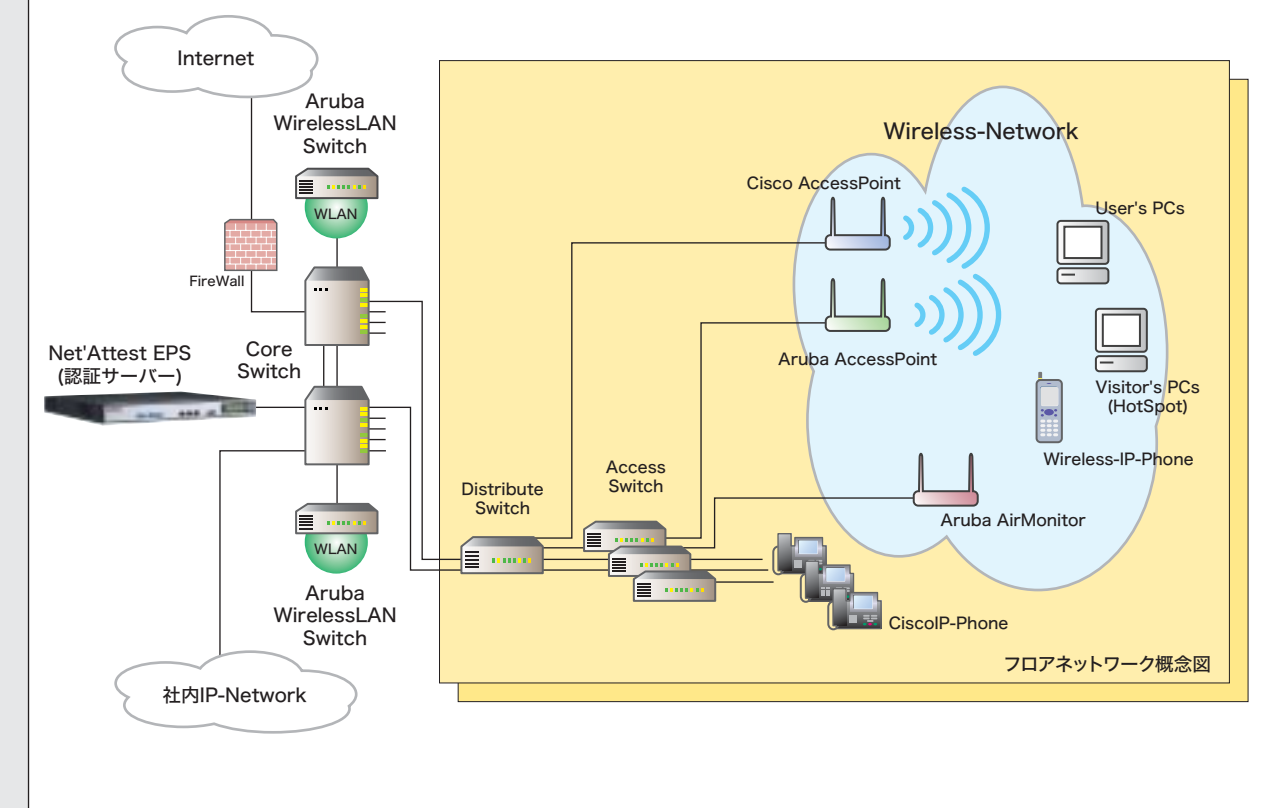 Internet
Aruba
WirelessLAN
Switch
WLAN
FireWall
Net'Attest EPS
(認証サーバー)
Core
Switch
WLAN
Aruba
WirelessLAN
Switch
社内IP-Network
Wireless-Network
Cisco AccessPoint
User's PCs
Aruba AccessPoint
Visitor's PCs
(HotSpot)
Wireless-IP-Phone
Access
Switch
Distribute
Switch
Aruba AirMonitor
CiscoIP-Phone
フロアネットワーク概念図